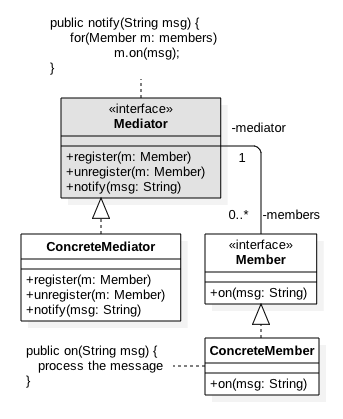 public notify(String msg) {
for(Member m: members)
m.on(msg);
}
«interface»
Mediator
+register(m: Member)
+unregister(m: Member)
+notify(msg: String)
-mediator
1
0..*
-members
ConcreteMediator
+register(m: Member)
+unregister(m: Member)
+notify(msg: String)
«interface»
Member
+on(msg: String)
public on(String msg) {
process the message
}
ConcreteMember
+on(msg: String)